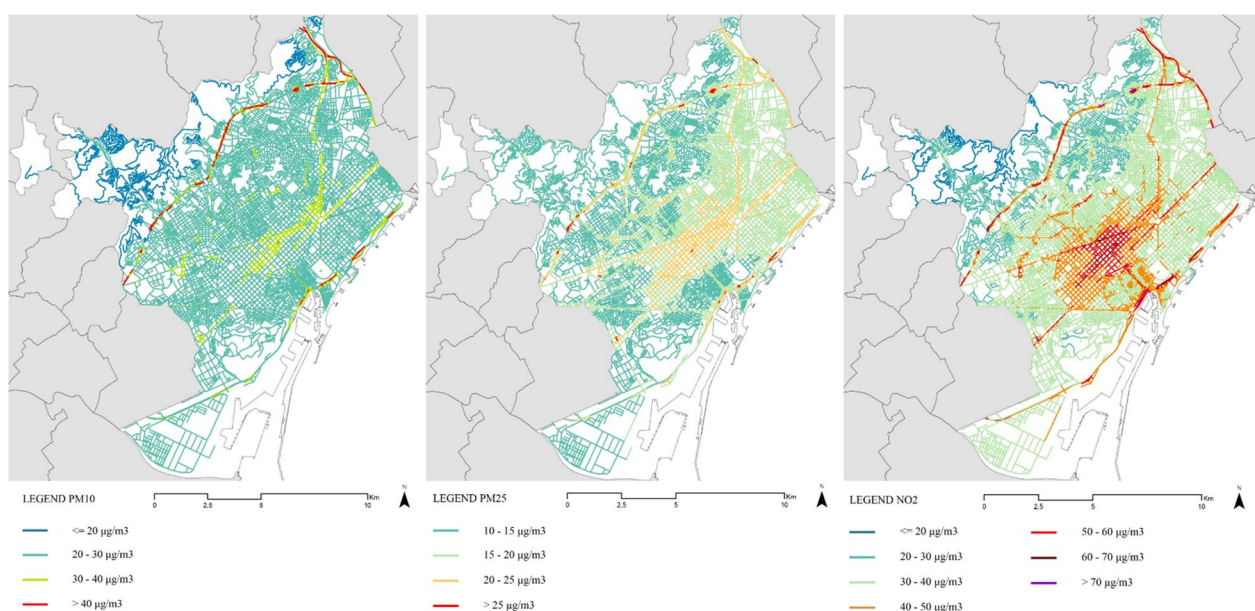 N
LEGEND PM10
0 2,5 5 10 Km
<= 20 µg/m3
20 - 30 µg/m3
30 - 40 µg/m3
> 40 µg/m3
N
LEGEND PM25
0 2,5 5 10 Km
10 - 15 µg/m3
15 - 20 µg/m3
20 - 25 µg/m3
> 25 µg/m3
N
LEGEND NO2
0 2,5 5 10 Km
<= 20 µg/m3
20 - 30 µg/m3
30 - 40 µg/m3
40 - 50 µg/m3
50 - 60 µg/m3
60 - 70 µg/m3
> 70 µg/m3